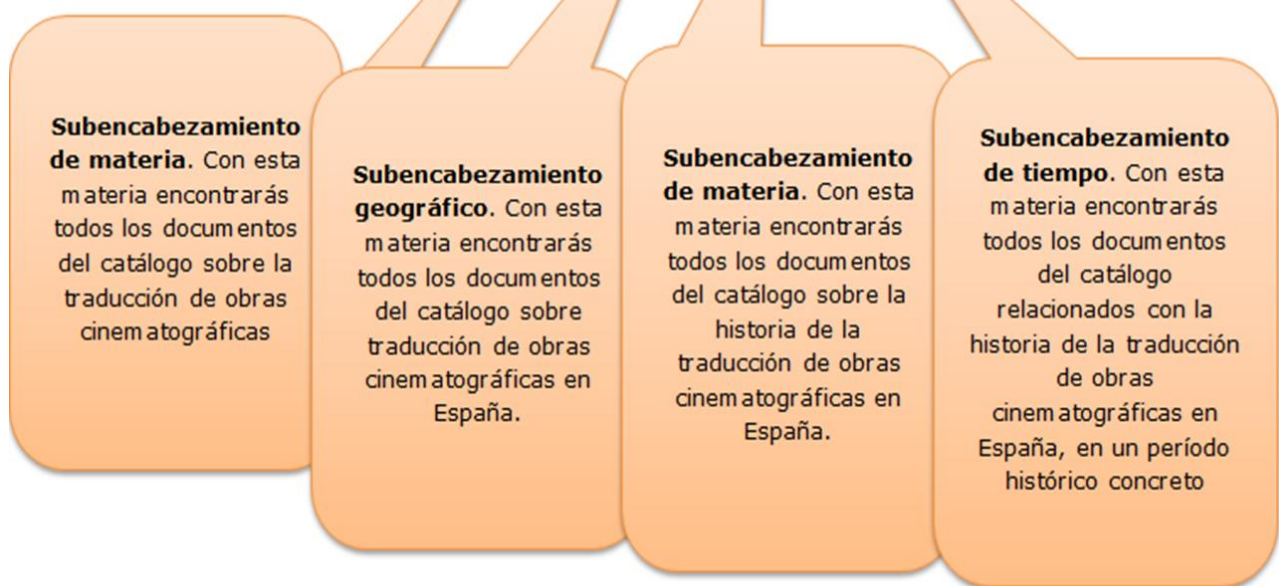 Subencabezamiento
de materia. Con esta
materia encontrarás
todos los documentos
del catálogo sobre la
traducción de obras
cinematográficas
Subencabezamiento
geográfico. Con esta
materia encontrarás
todos los documentos
del catálogo sobre
traducción de obras
cinematográficas en
España.
Subencabezamiento
de materia. Con esta
materia encontrarás
todos los documentos
del catálogo sobre la
historia de la
traducción de obras
cinematográficas en
España.
Subencabezamiento
de tiempo. Con esta
materia encontrarás
todos los documentos
del catálogo
relacionados con la
historia de la traducción
de obras
cinematográficas en
España, en un período
histórico concreto